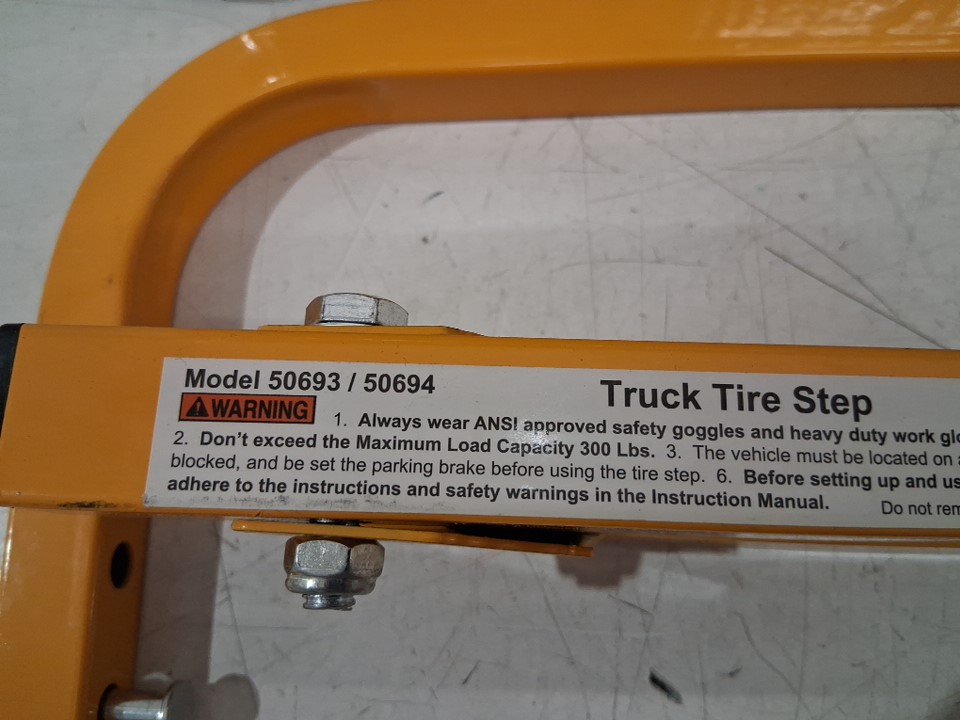 Model 50693 / 50694
Truck Tire Step
WARNING 1. Always wear ANSI approved safety goggles and heavy duty work
2. Don't exceed the Maximum Load Capacity 300 Lbs. 3. The vehicle must be located on
blocked, and be set the parking brake before using the tire step. 6. Before setting up and
adhere to the instructions and safety warnings in the Instruction Manual. Do not